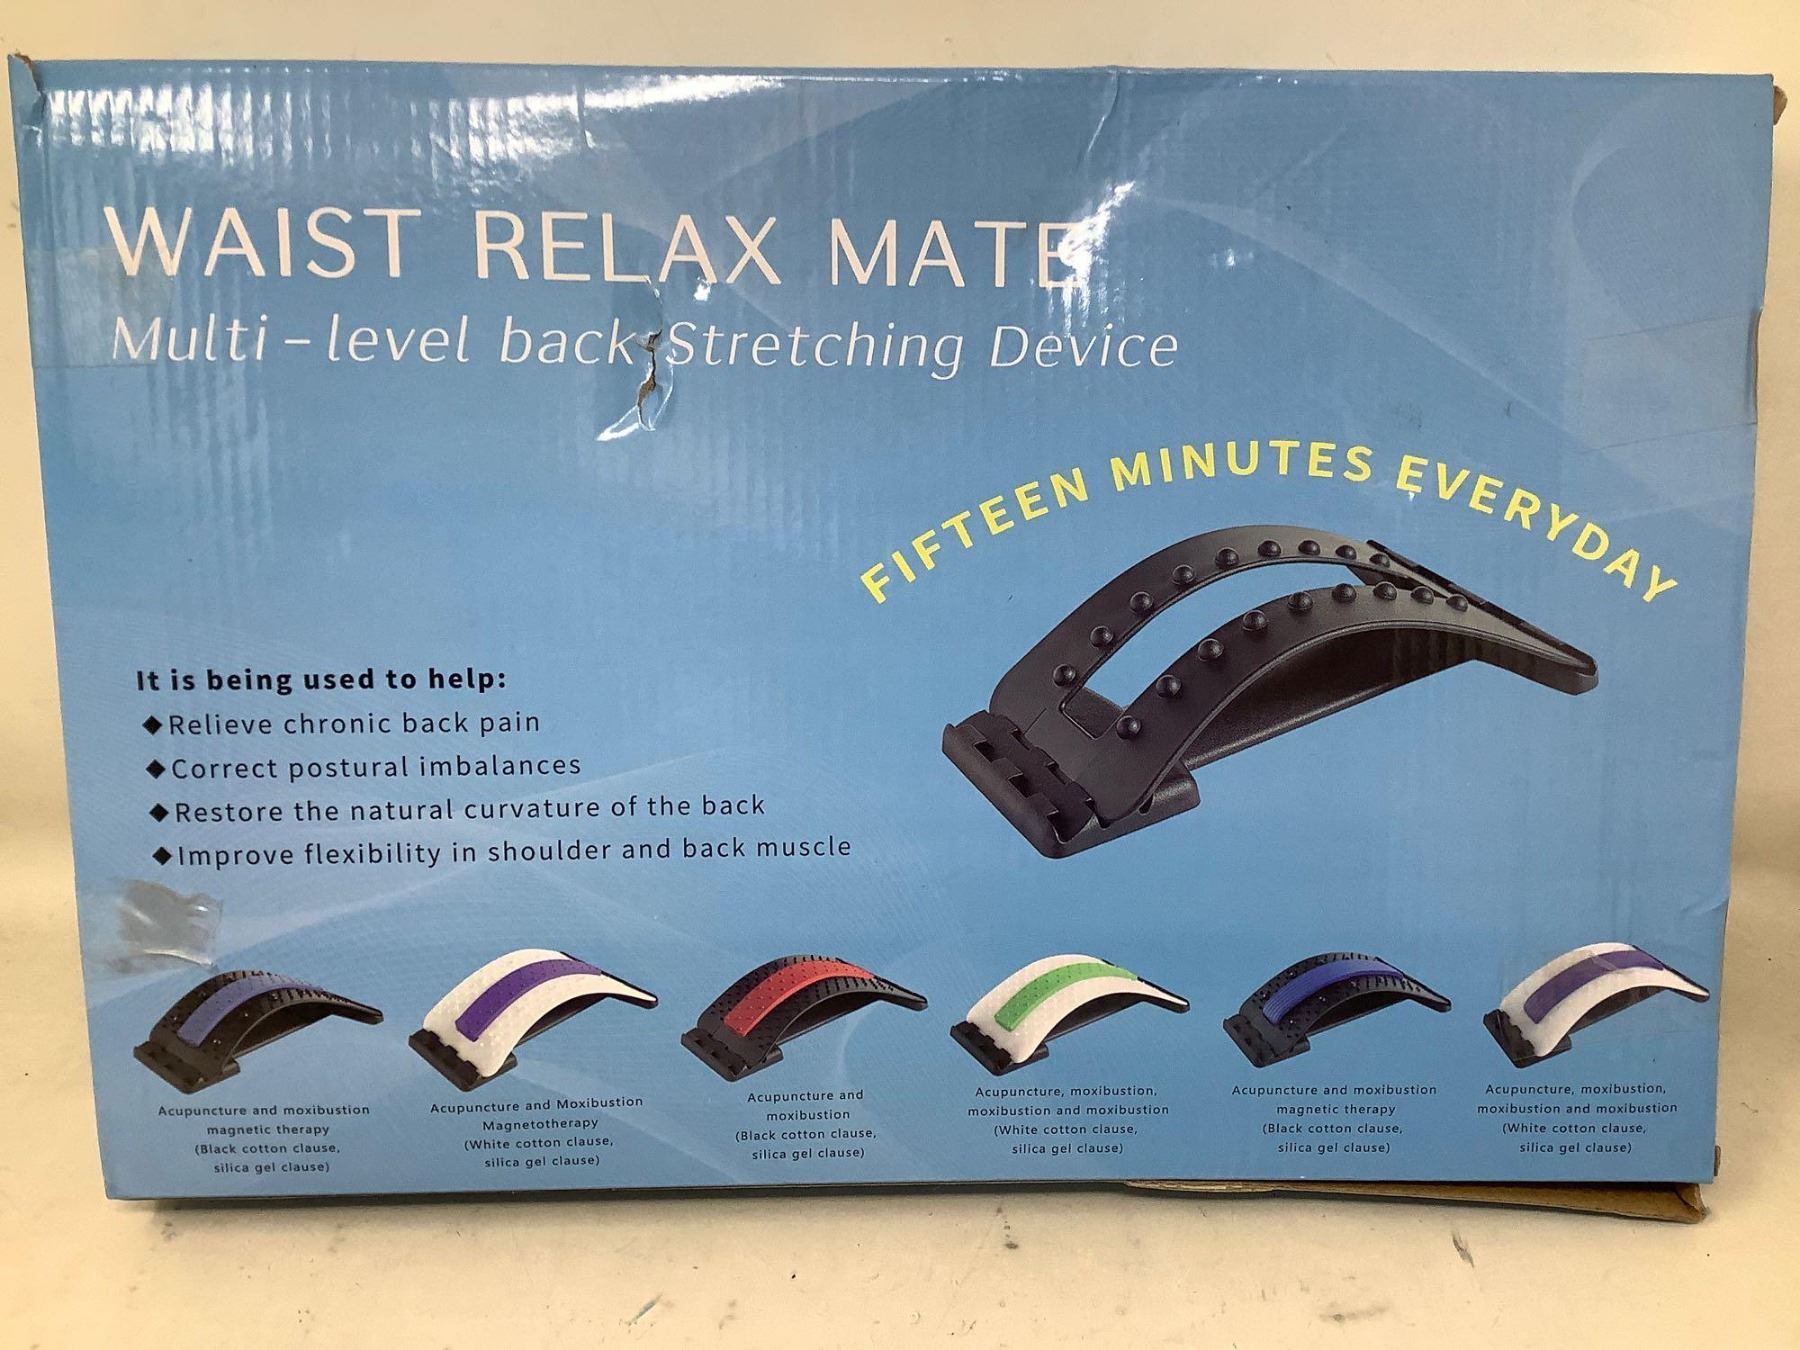 WAIST RELAX MATE
Multi-level back Stretching Device
FIFTEEN MINUTES EVERYDAY
It is being used to help:
◆Relieve chronic back pain
◆Correct postural imbalances
◆Restore the natural curvature of the back
◆Improve flexibility in shoulder and back muscle
Acupuncture and moxibustion
magnetic therapy
(Black cotton clause,
silica gel clause)
Acupuncture and Moxibustion
Magnetotherapy
(White cotton clause,
silica gel clause)
Acupuncture and
moxibustion
(Black cotton clause,
silica gel clause)
Acupuncture, moxibustion,
moxibustion and moxibustion
(White cotton clause,
silica gel clause)
Acupuncture and moxibustion
magnetic therapy
(Black cotton clause,
silica gel clause)
Acupuncture, moxibustion,
moxibustion and moxibustion
(White cotton clause,
silica gel clause)